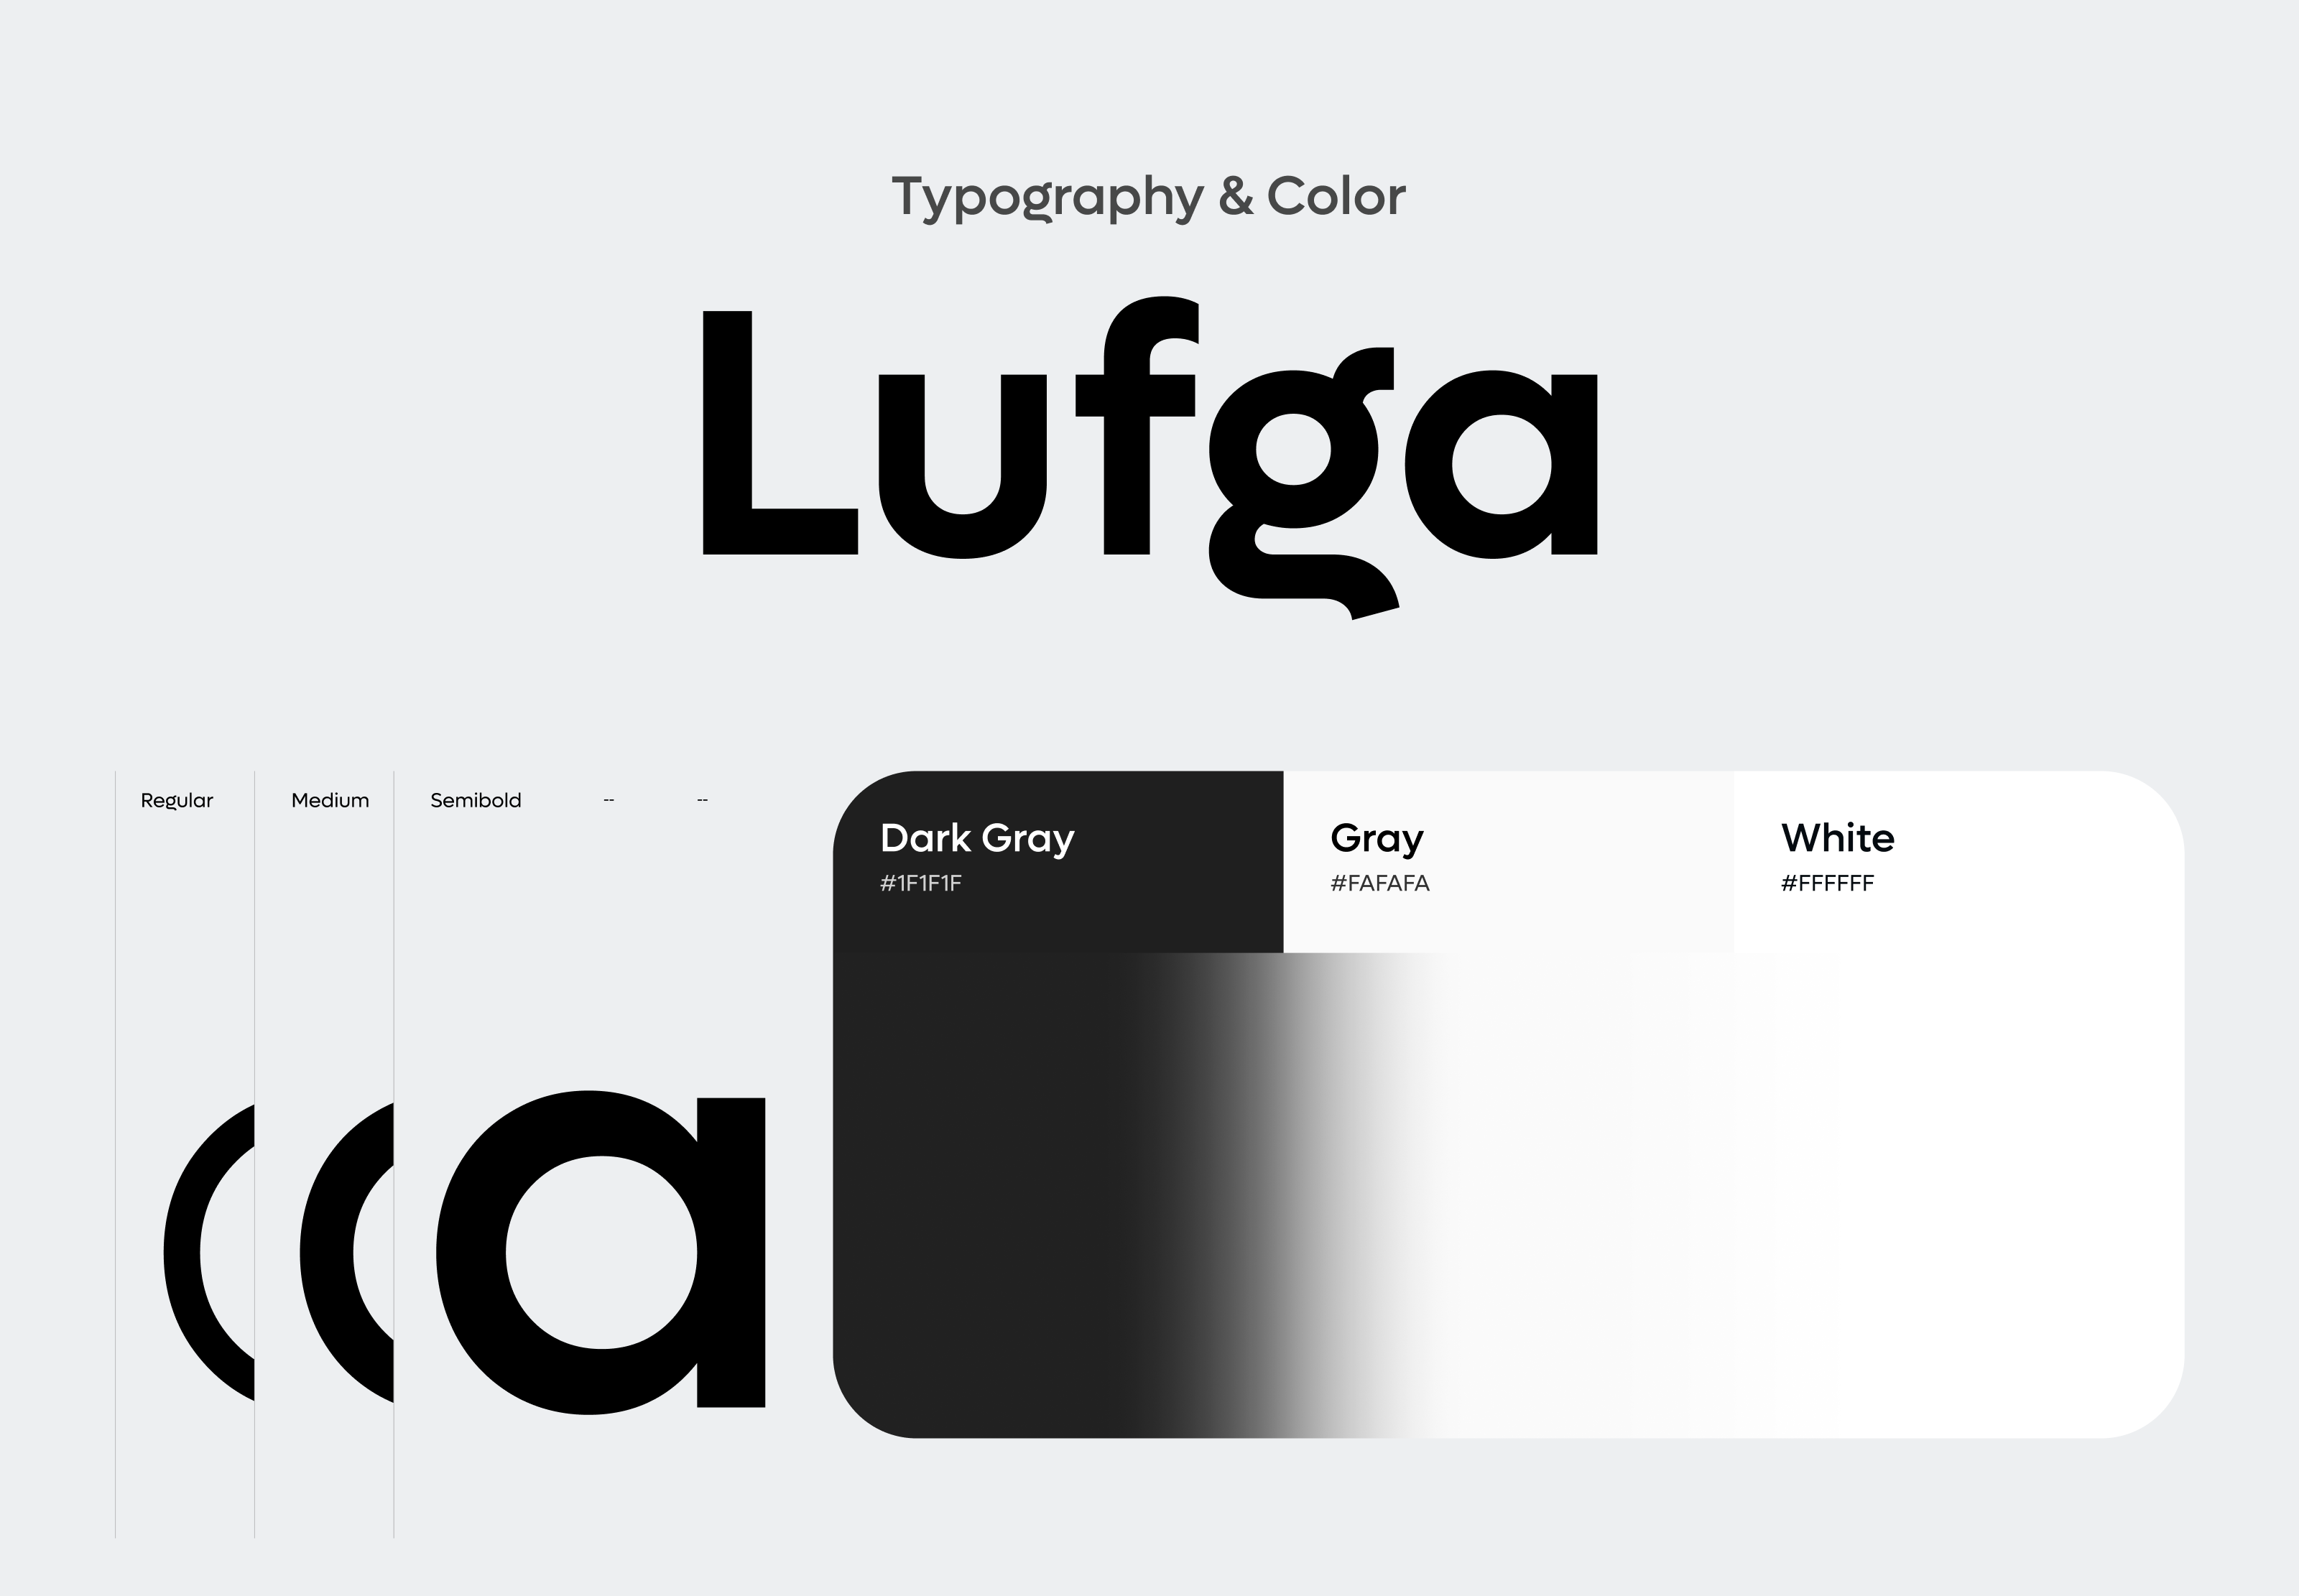 Typography & Color
Lufga
Regular
Medium
Semibold
--
--
a
Dark Gray
#1F1F1F
Gray
#FAFAFA
White
#FFFFFF